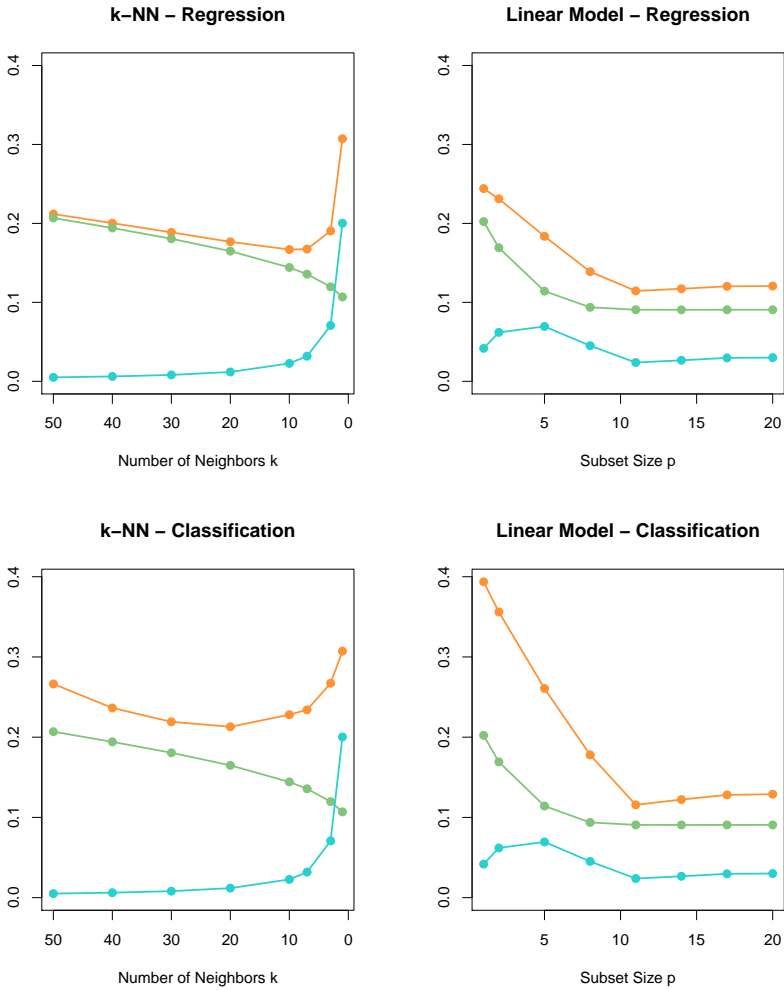 k–NN – Regression
0.4
0.3
0.2
0.1
0.0
50 40 30 20 10 0
Number of Neighbors k
Linear Model – Regression
0.4
0.3
0.2
0.1
0.0
5 10 15 20
Subset Size p
k–NN – Classification
0.4
0.3
0.2
0.1
0.0
50 40 30 20 10 0
Number of Neighbors k
Linear Model – Classification
0.4
0.3
0.2
0.1
0.0
5 10 15 20
Subset Size p